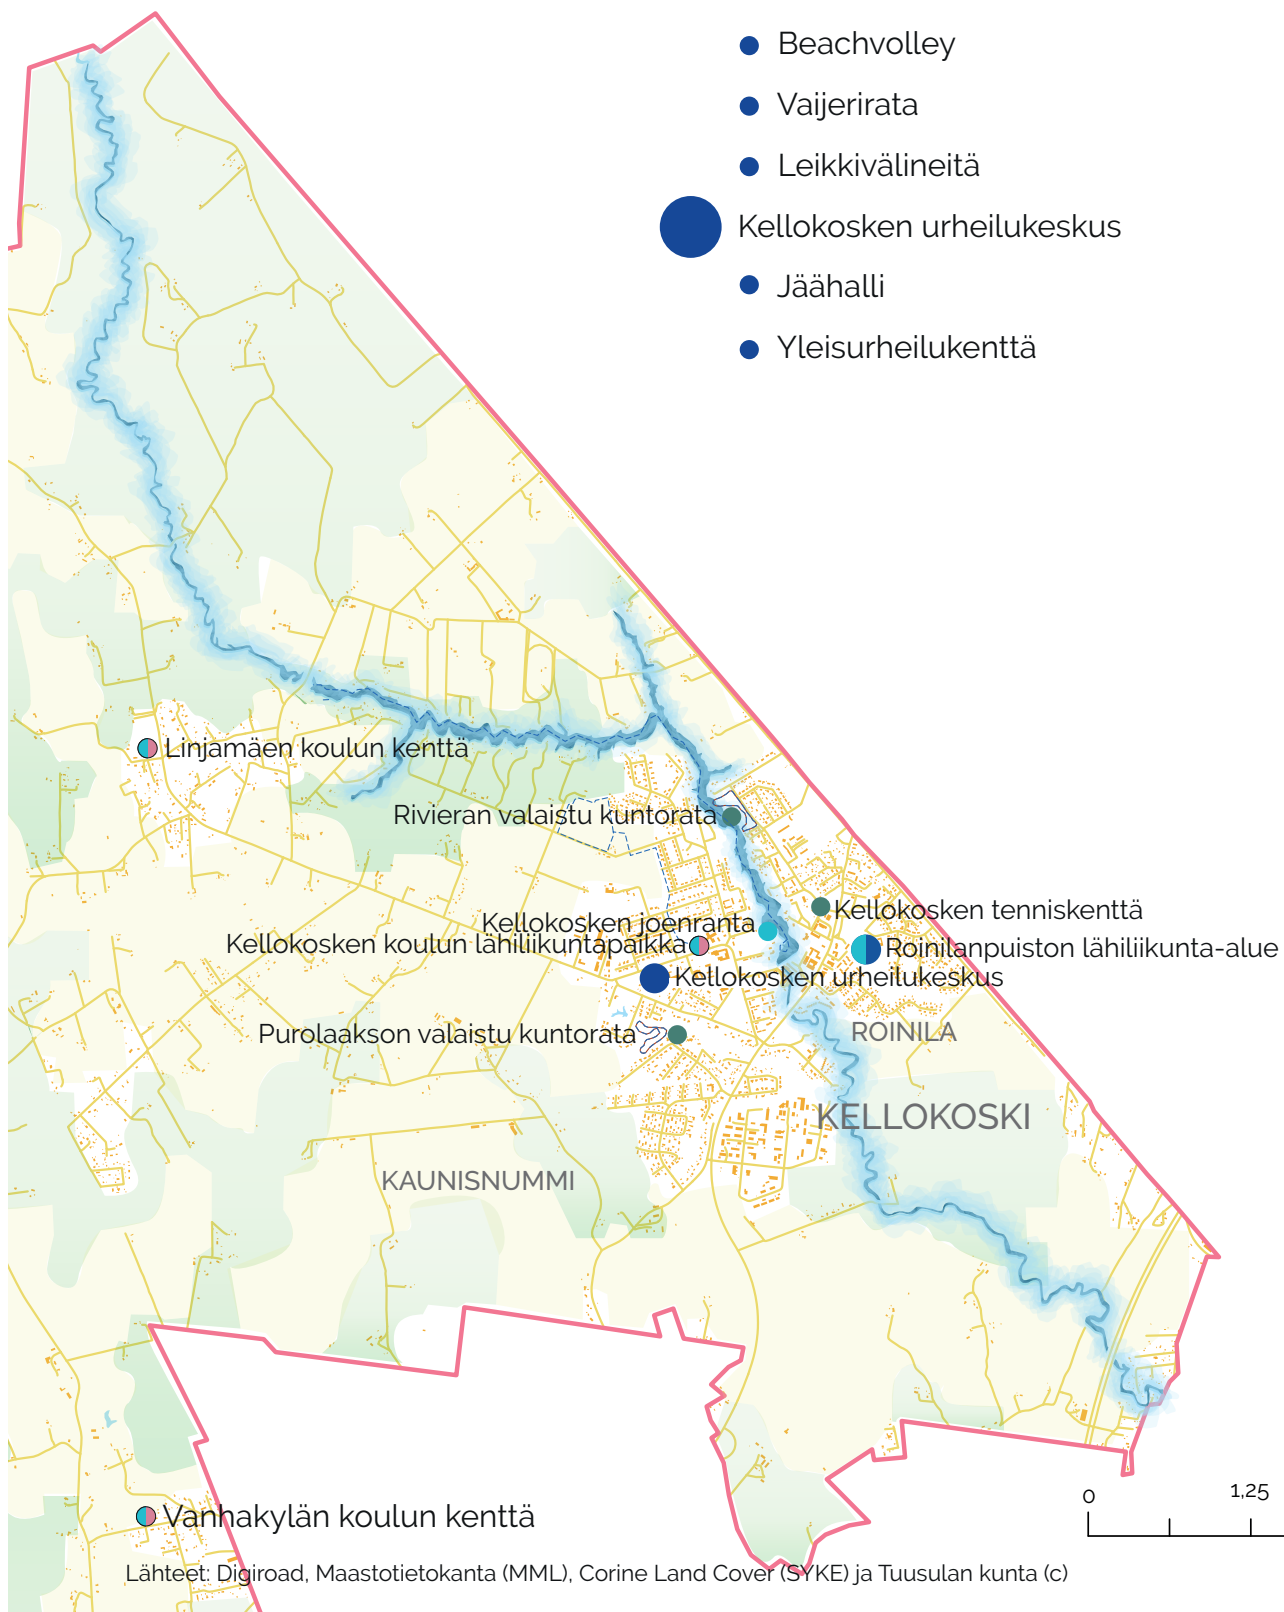 Beachvolley
Vaijerirata
Leikkivälineitä
Kellokosken urheilukeskus
Jäähalli
Yleisurheilukenttä
Linjamäen koulun kenttä
Rivieran valaistu kuntorata
Kellokosken tenniskenttä
Kellokosken joenranta
Kellokosken koulun lähiliikuntapaikka
Roinilanpuiston lähiliikunta-alue
Kellokosken urheilukeskus
Purolaakson valaistu kuntorata
ROINILA
KELLOKOSKI
KAUNISNUMMI
0
1,25
Vanhakylän koulun kenttä
Lähteet: Digiroad, Maastotietokanta (MML), Corine Land Cover (SYKE) ja Tuusulan kunta (c)